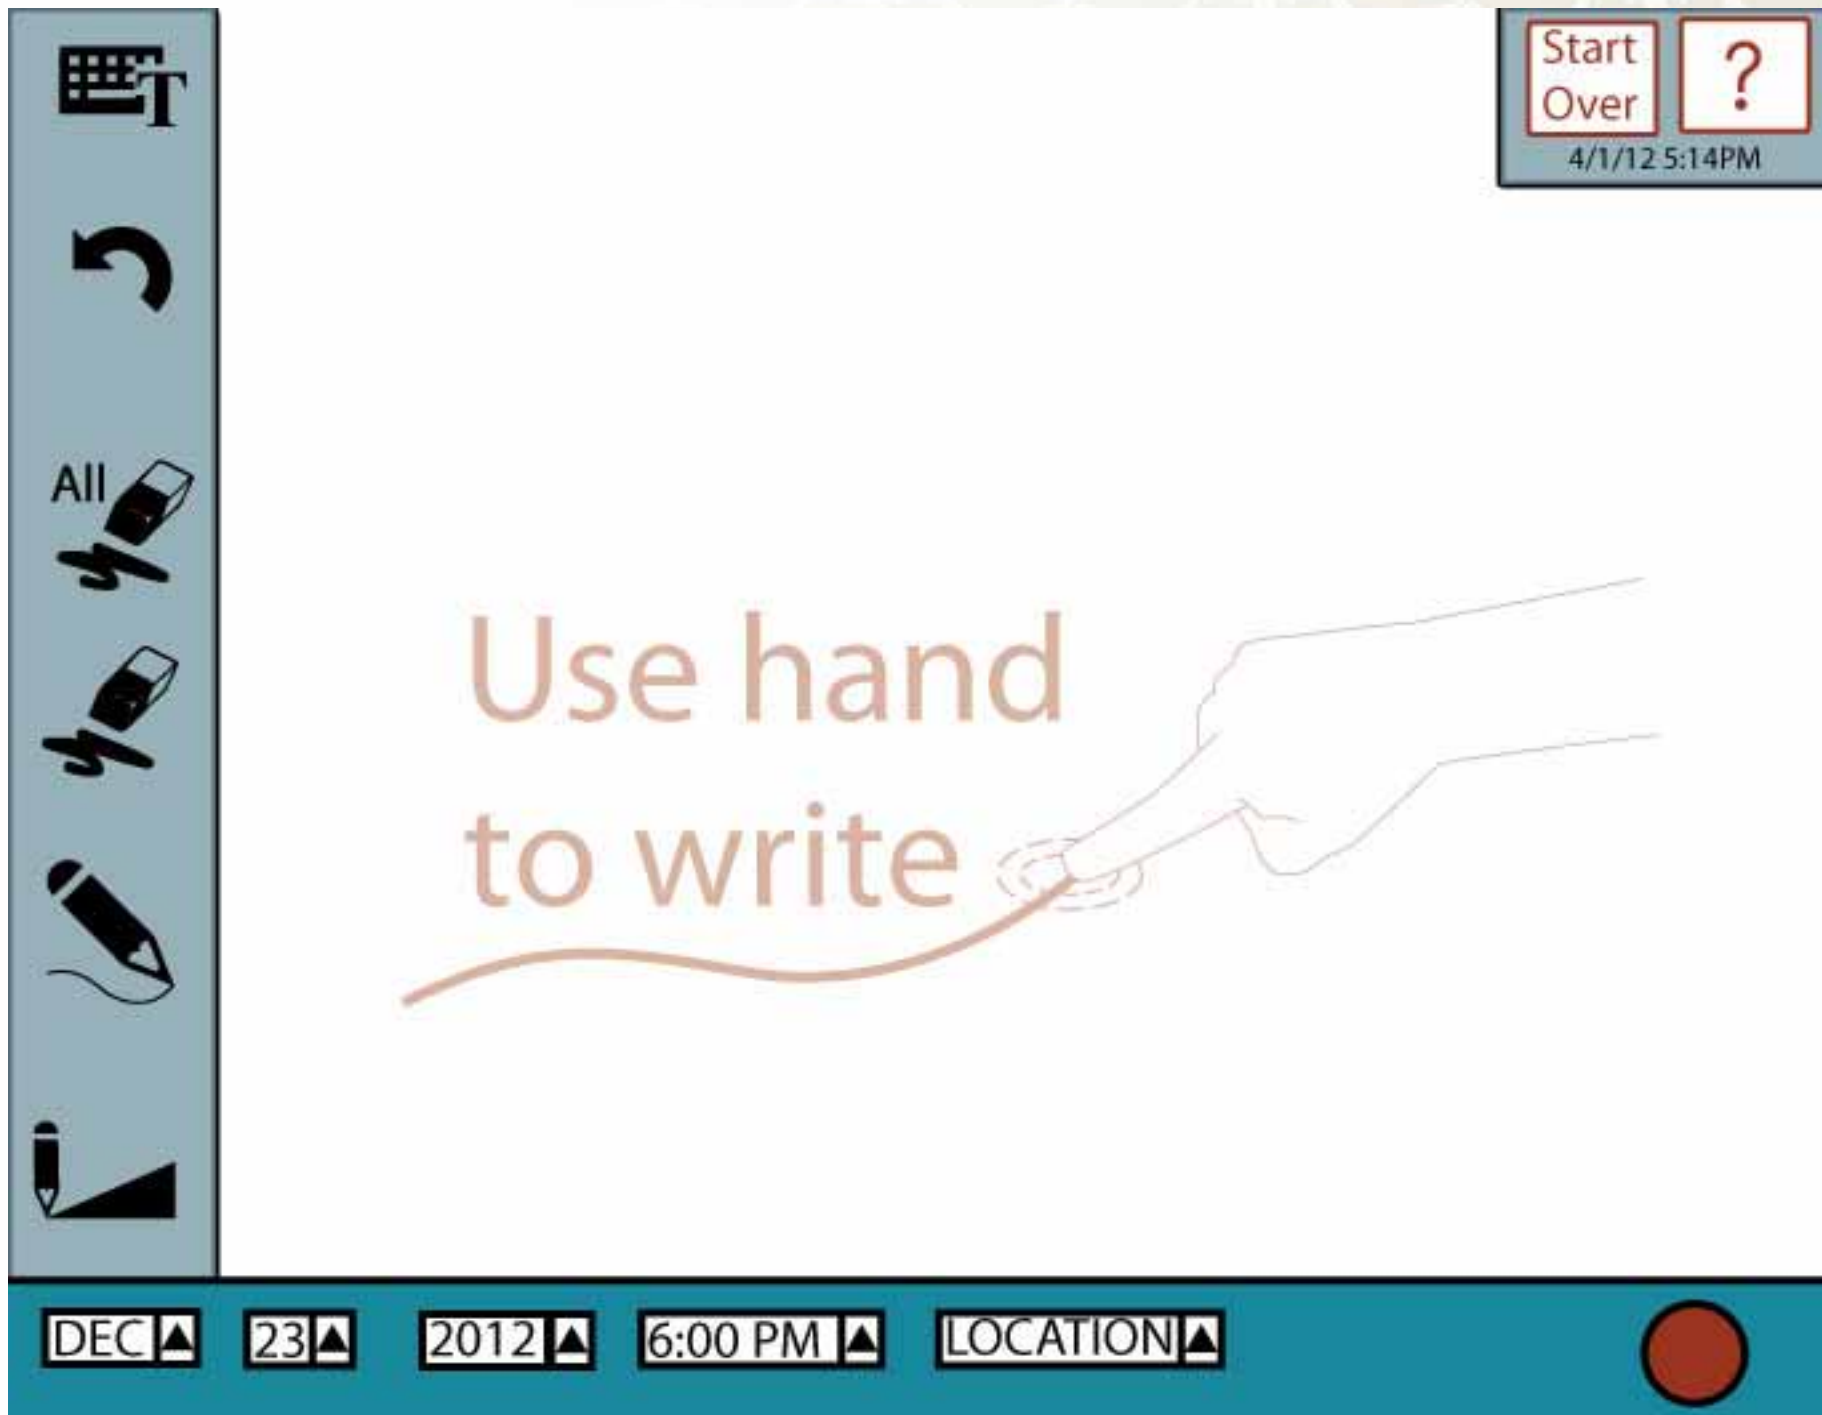 T
Start
Over
?
4/1/12 5:14PM
All
Use hand
to write
DEC 23 2012 6:00 PM LOCATION